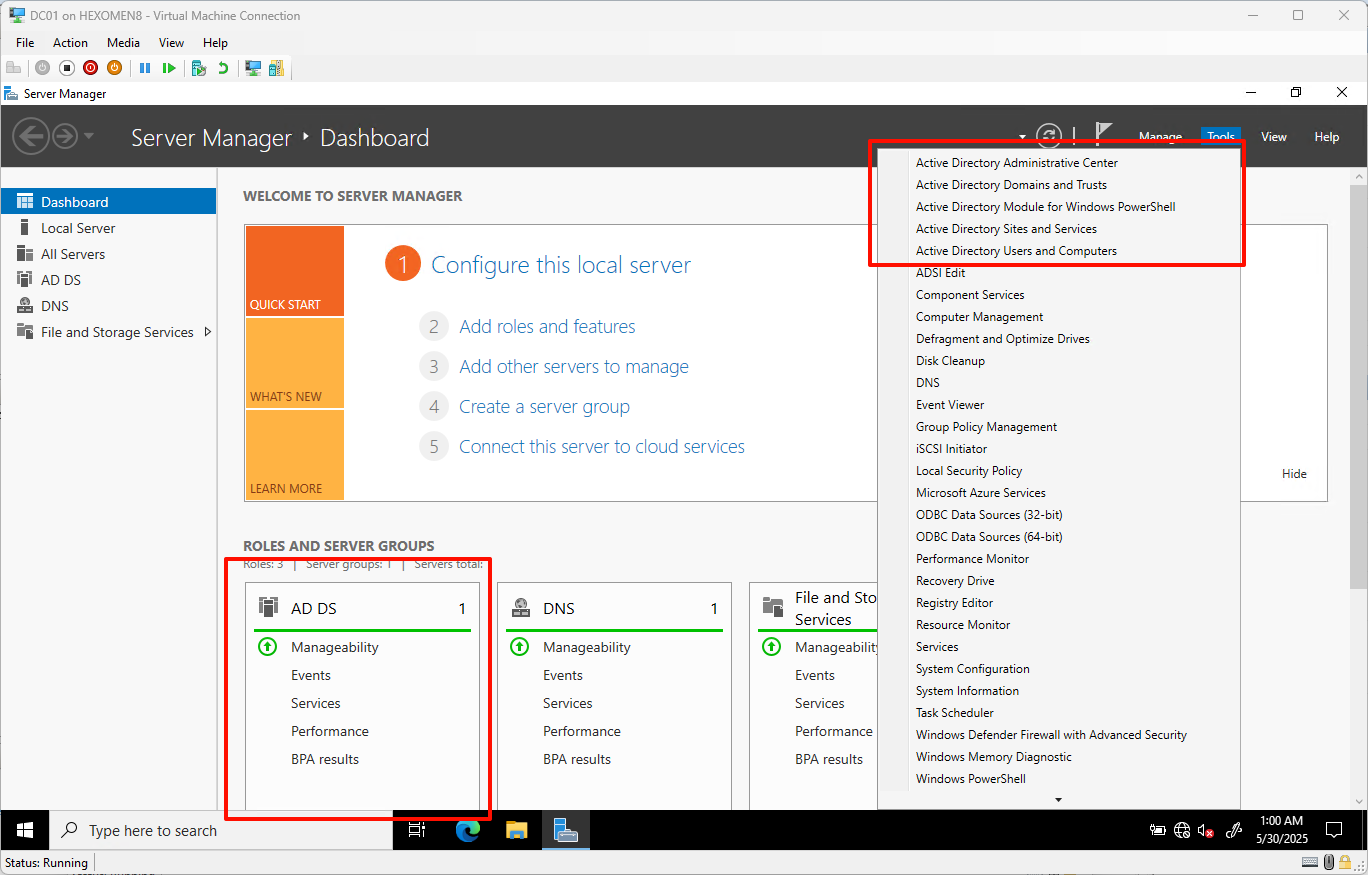 DC01 on HEXOMEN8 - Virtual Machine Connection
File Action Media View Help
Server Manager
Server Manager Dashboard
Manage Tools View Help
Dashboard
Local Server
All Servers
AD DS
DNS
File and Storage Services
WELCOME TO SERVER MANAGER
QUICK START
WHAT'S NEW
LEARN MORE
1 Configure this local server
2 Add roles and features
3 Add other servers to manage
4 Create a server group
5 Connect this server to cloud services
Hide
Active Directory Administrative Center
Active Directory Domains and Trusts
Active Directory Module for Windows PowerShell
Active Directory Sites and Services
Active Directory Users and Computers
ADSI Edit
Component Services
Computer Management
Defragment and Optimize Drives
Disk Cleanup
DNS
Event Viewer
Group Policy Management
iSCSI Initiator
Local Security Policy
Microsoft Azure Services
ODBC Data Sources (32-bit)
ODBC Data Sources (64-bit)
Performance Monitor
Recovery Drive
Registry Editor
Resource Monitor
Services
System Configuration
System Information
Task Scheduler
Windows Defender Firewall with Advanced Security
Windows Memory Diagnostic
Windows PowerShell
ROLES AND SERVER GROUPS
Roles: 3 | Server groups: 1 | Servers total:
AD DS 1
Manageability
Events
Services
Performance
BPA results
DNS 1
Manageability
Events
Services
Performance
BPA results
File and Sto
Services
Manageability
Events
Services
Performance
BPA results
Type here to search
1:00 AM
5/30/2025
Status: Running